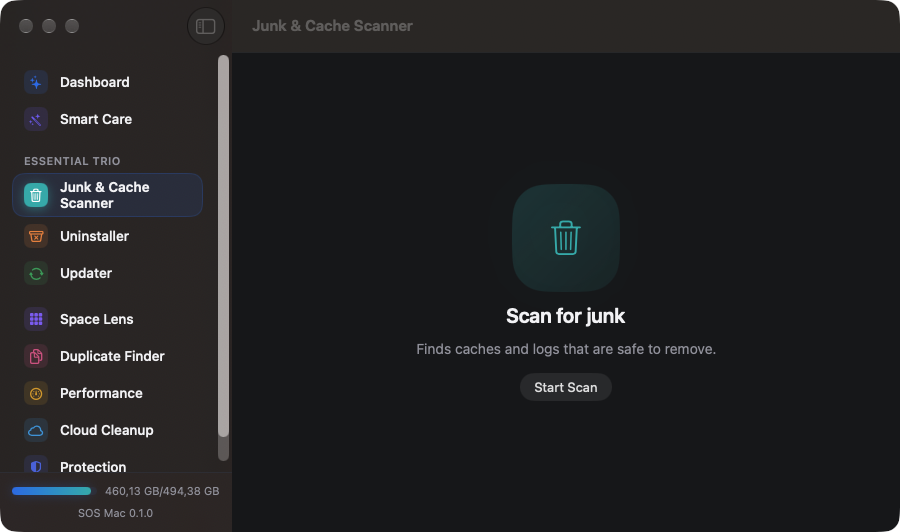 Junk & Cache Scanner
Dashboard
Smart Care
ESSENTIAL TRIO
Junk & Cache
Scanner
Uninstaller
Updater
Space Lens
Duplicate Finder
Performance
Cloud Cleanup
Protection
460,13 GB/494,38 GB
SOS Mac 0.1.0
Scan for junk
Finds caches and logs that are safe to remove.
Start Scan